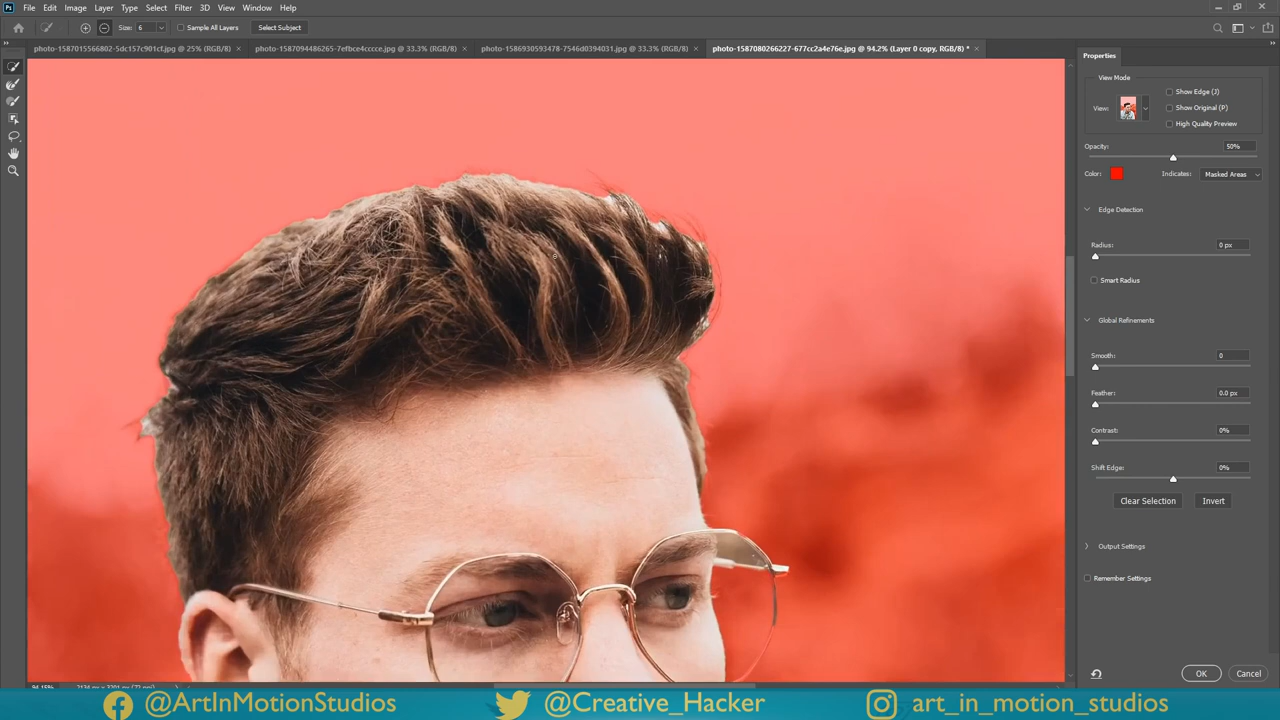 Ps File Edit Image Layer Type Select Filter 3D View Window Help
Size: 6 Sample All Layers Select Subject
photo-1587015566802-5dc157c901cf.jpg @ 25% (RGB/8) × photo-1587094486265-7efbce4cccce.jpg @ 33.3% (RGB/8) × photo-1586930593478-7546d0394031.jpg @ 33.3% (RGB/8) × photo-1587080266227-677cc2a4e76e.jpg @ 94.2% (Layer 0 copy, RGB/8) * ×
Properties
View Mode
View:
Show Edge (J)
Show Original (P)
High Quality Preview
Opacity: 50%
Color: Indicates: Masked Areas
Edge Detection
Radius: 0 px
Smart Radius
Global Refinements
Smooth: 0
Feather: 0.0 px
Contrast: 0%
Shift Edge: 0%
Clear Selection Invert
Output Settings
Remember Settings
OK Cancel
@ArtInMotionStudios @Creative_Hacker art_in_motion_studios